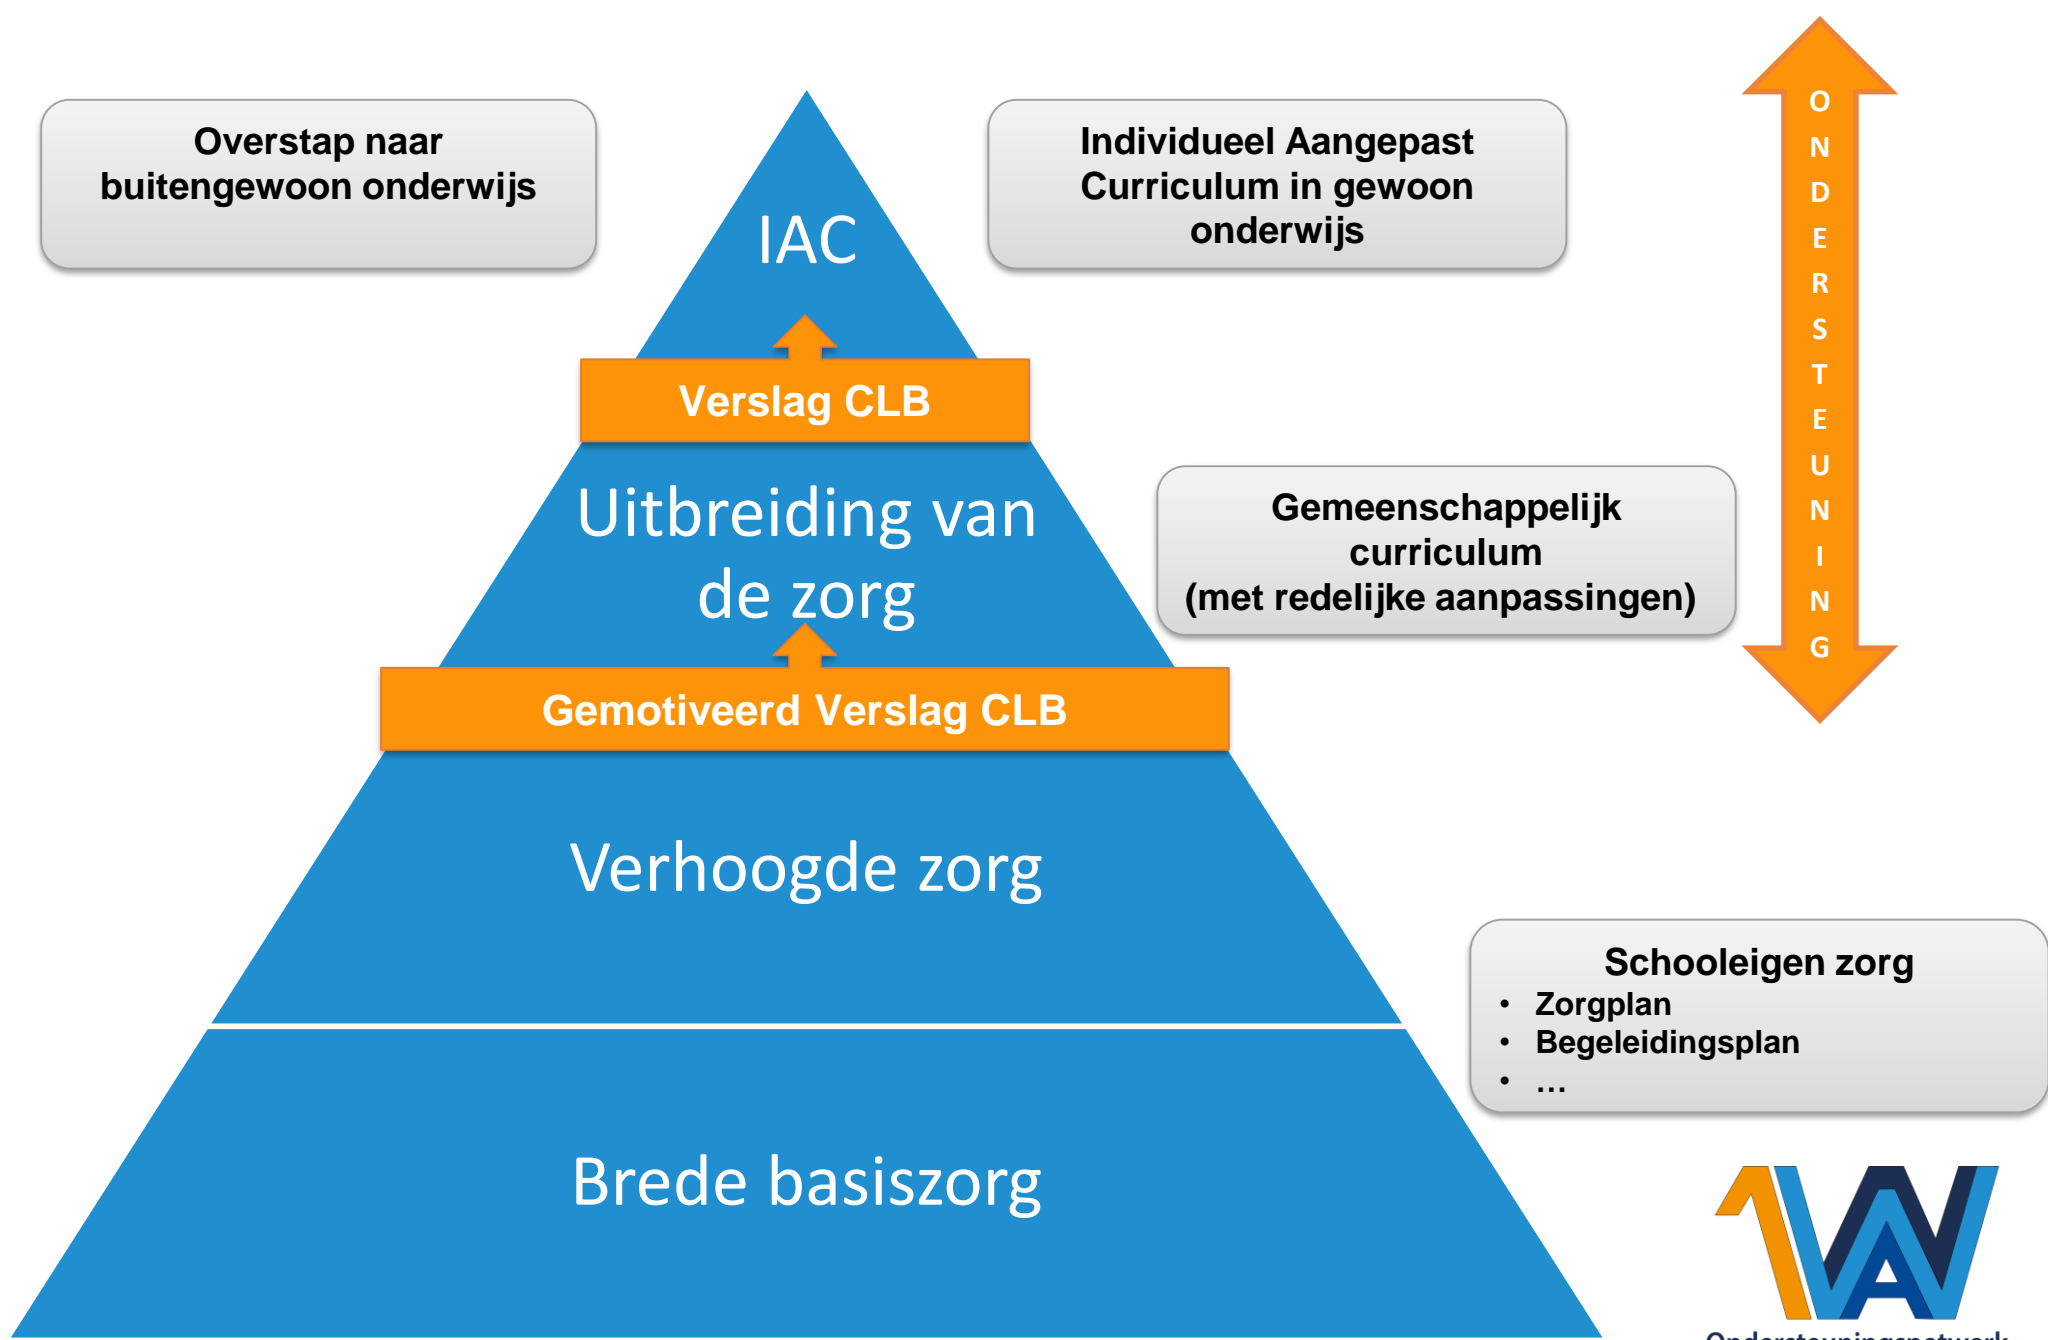 Overstap naar
buitengewoon onderwijs
IAC
Individueel Aangepast
Curriculum in gewoon
onderwijs
ONDERSTEUNING
Verslag CLB
Uitbreiding van
de zorg
Gemeenschappelijk
curriculum
(met redelijke aanpassingen)
Gemotiveerd Verslag CLB
Verhoogde zorg
Schooleigen zorg
• Zorgplan
• Begeleidingsplan
• …
Brede basiszorg
Ondersteuningsnetwerk